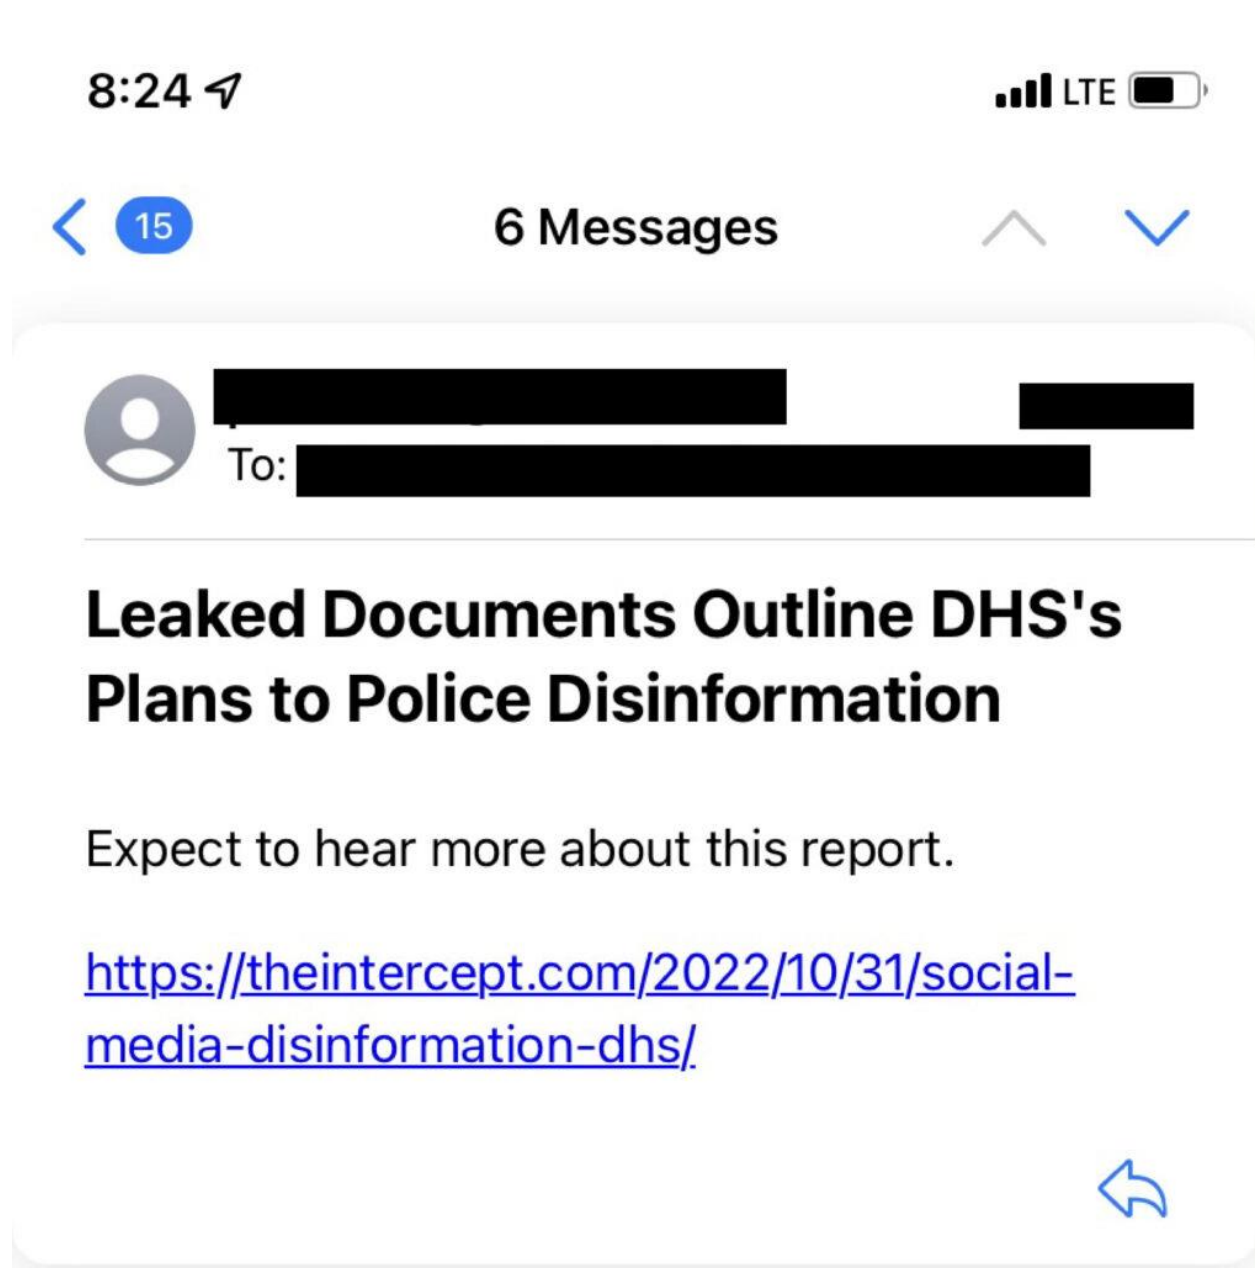 8:24 LTE
15 6 Messages
To:
Leaked Documents Outline DHS's
Plans to Police Disinformation
Expect to hear more about this report.
https://theintercept.com/2022/10/31/social-
media-disinformation-dhs/